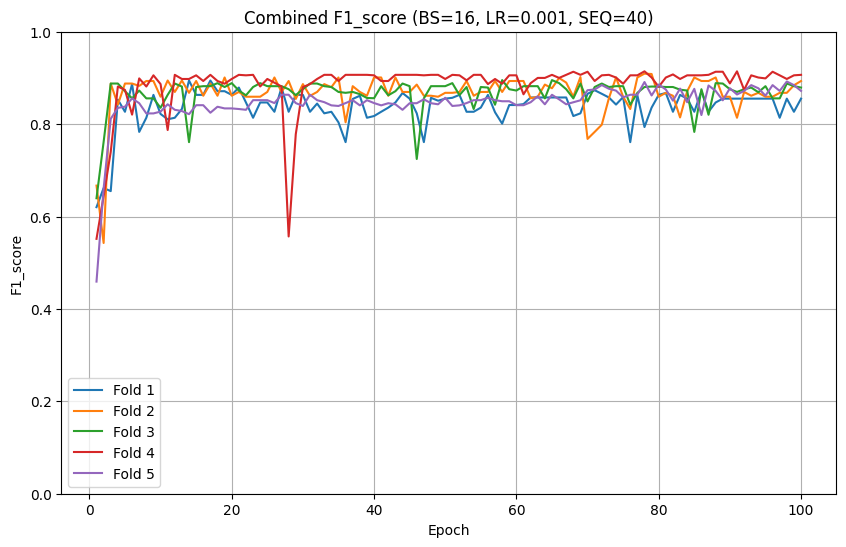 Combined F1_score (BS=16, LR=0.001, SEQ=40)
F1_score
1.0
0.8
0.6
0.4
0.2
0.0
Fold 1
Fold 2
Fold 3
Fold 4
Fold 5
0
20
40
60
80
100
Epoch